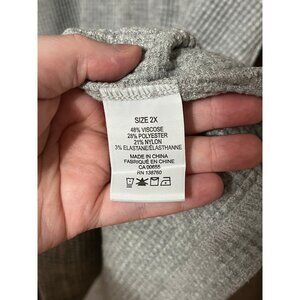 SIZE 2X
48% VISCOSE
28% POLYESTER
21% NYLON
3% ELASTANE/ELASTHANNE
MADE IN CHINA
FABRIQUÉ EN CHINE
CA 00655
RN 138760